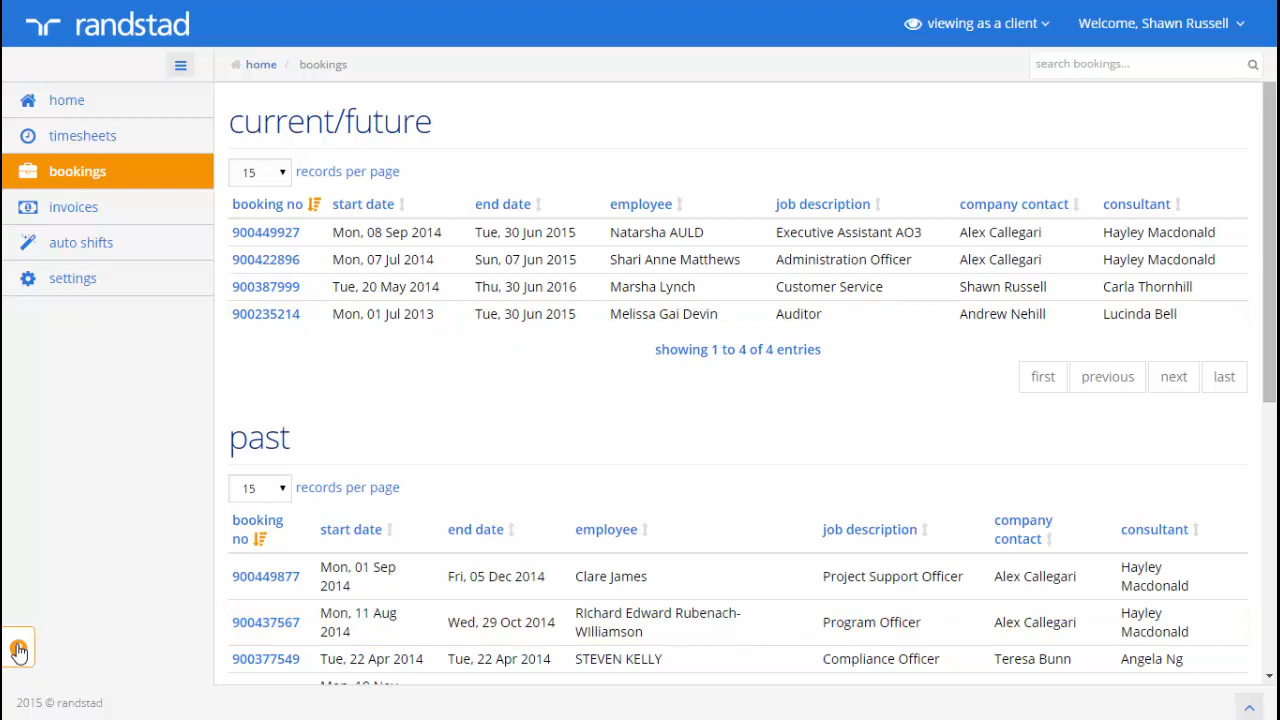 randstad
viewing as a client
Welcome, Shawn Russell
home / bookings
search bookings...
home
timesheets
bookings
invoices
auto shifts
settings
current/future
15 records per page
booking no start date end date employee job description company contact consultant
900449927 Mon, 08 Sep 2014 Tue, 30 Jun 2015 Natarsha AULD Executive Assistant AO3 Alex Callegari Hayley Macdonald
900422896 Mon, 07 Jul 2014 Sun, 07 Jun 2015 Shari Anne Matthews Administration Officer Alex Callegari Hayley Macdonald
900387999 Tue, 20 May 2014 Thu, 30 Jun 2016 Marsha Lynch Customer Service Shawn Russell Carla Thornhill
900235214 Mon, 01 Jul 2013 Tue, 30 Jun 2015 Melissa Gai Devin Auditor Andrew Nehill Lucinda Bell
showing 1 to 4 of 4 entries
first previous next last
past
15 records per page
booking no start date end date employee job description company contact consultant
900449877 Mon, 01 Sep 2014 Fri, 05 Dec 2014 Clare James Project Support Officer Alex Callegari Hayley Macdonald
900437567 Mon, 11 Aug 2014 Wed, 29 Oct 2014 RIchard Edward Rubenach-WIlliamson Program Officer Alex Callegari Hayley Macdonald
900377549 Tue, 22 Apr 2014 Tue, 22 Apr 2014 STEVEN KELLY Compliance Officer Teresa Bunn Angela Ng
2015 © randstad